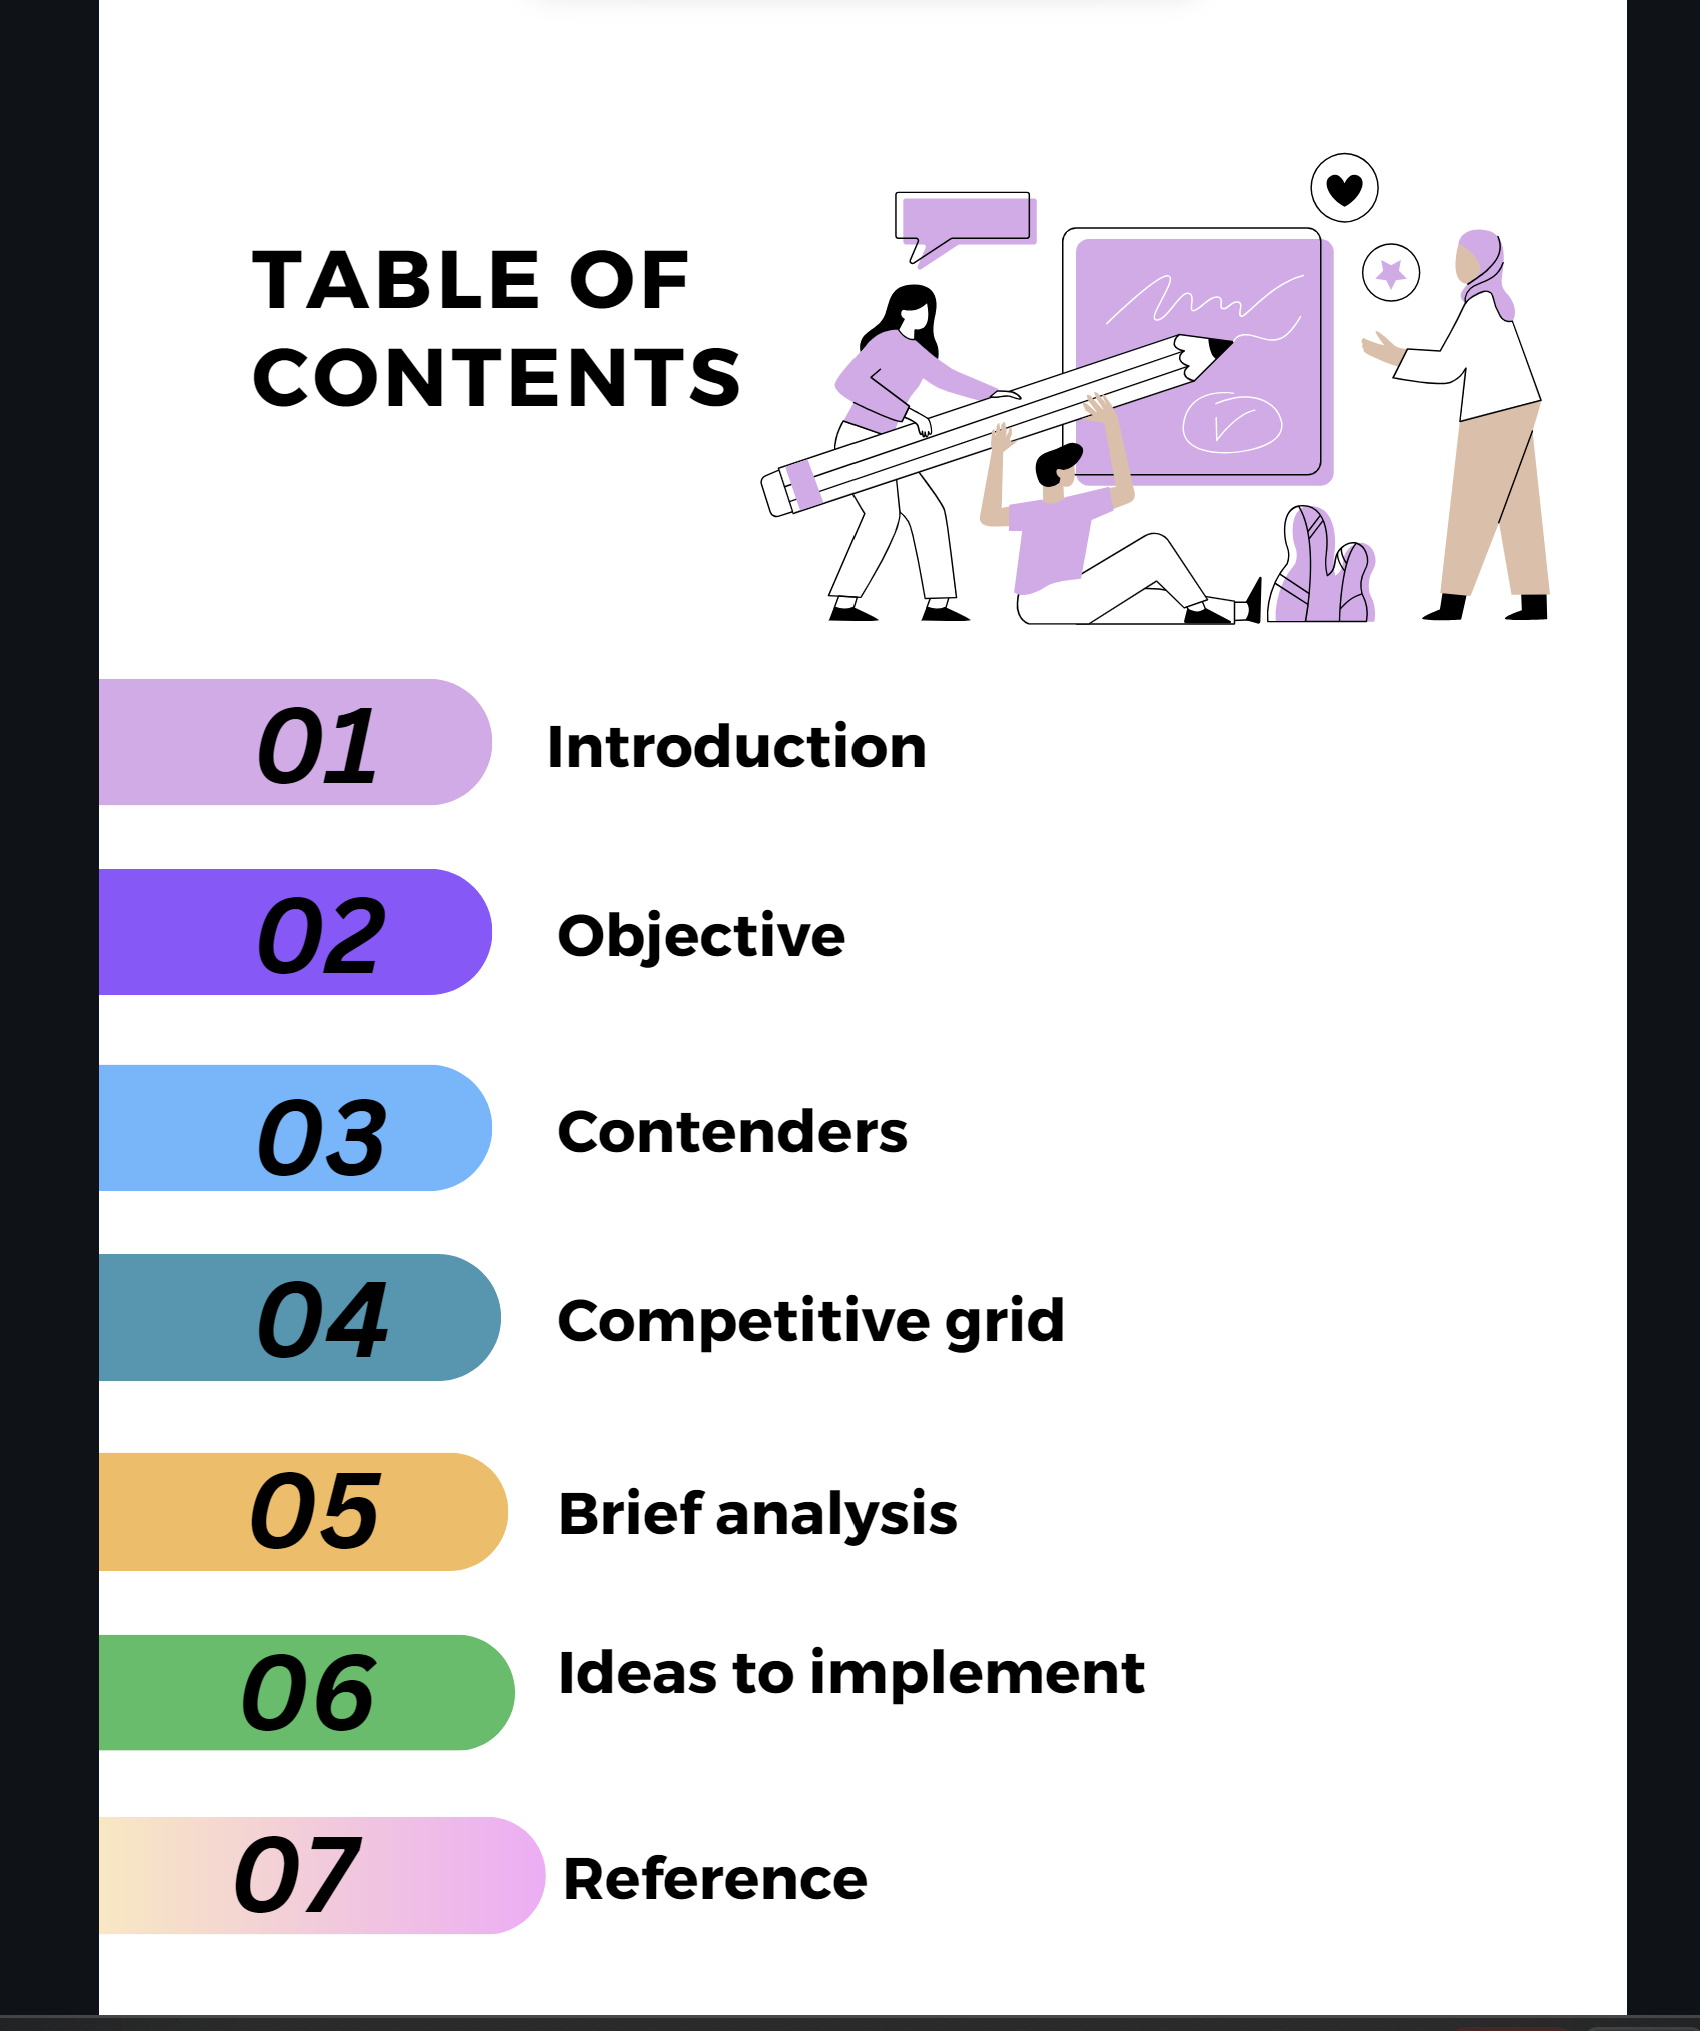 TABLE OF
CONTENTS
01 Introduction
02 Objective
03 Contenders
04 Competitive grid
05 Brief analysis
06 Ideas to implement
07 Reference